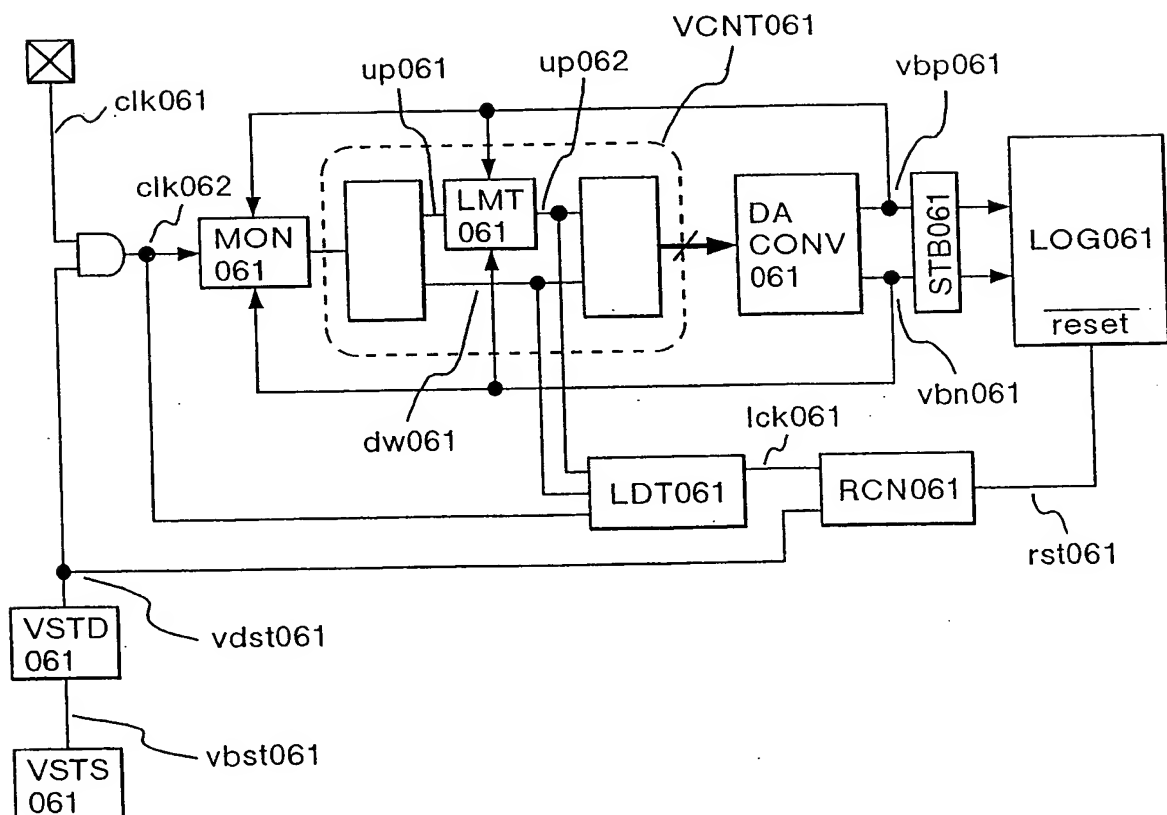 VCNT061
up061
up062
vbp061
clk061
clk062
MON
061
LMT
061
DA
CONV
061
STB061
LOG061
reset
dw061
vbn061
lck061
LDT061
RCN061
rst061
VSTD
061
vdst061
vbst061
VSTS
061